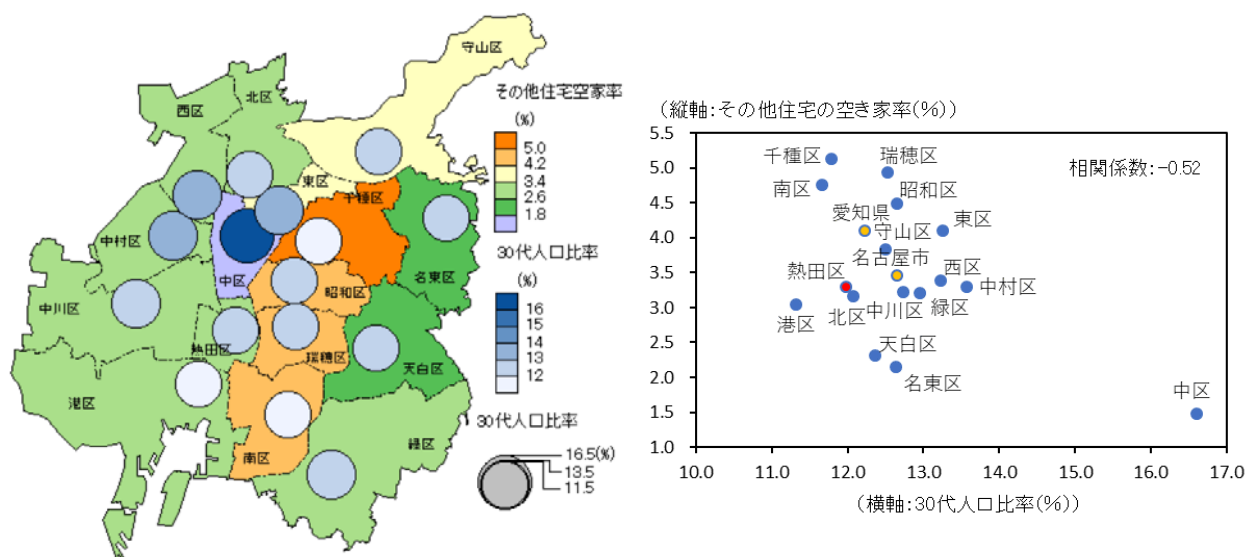 守山区
その他住宅空家率
(%)
5.0
4.2
3.4
2.6
1.8
北区
西区
東区
千種区
中村区
中区
名東区
30代人口比率
(%)
16
15
14
13
12
昭和区
中川区
熱田区
瑞穂区
天白区
港区
南区
緑区
30代人口比率
16.5(%)
13.5
11.5
(縦軸:その他住宅の空き家率(%))
5.5
5.0
4.5
4.0
3.5
3.0
2.5
2.0
1.5
1.0
千種区
瑞穂区
相関係数:-0.52
南区
昭和区
愛知県
守山区
東区
名古屋市
熱田区
西区
中村区
港区
北区
中川区
緑区
天白区
名東区
中区
10.0 11.0 12.0 13.0 14.0 15.0 16.0 17.0
(横軸:30代人口比率(%))